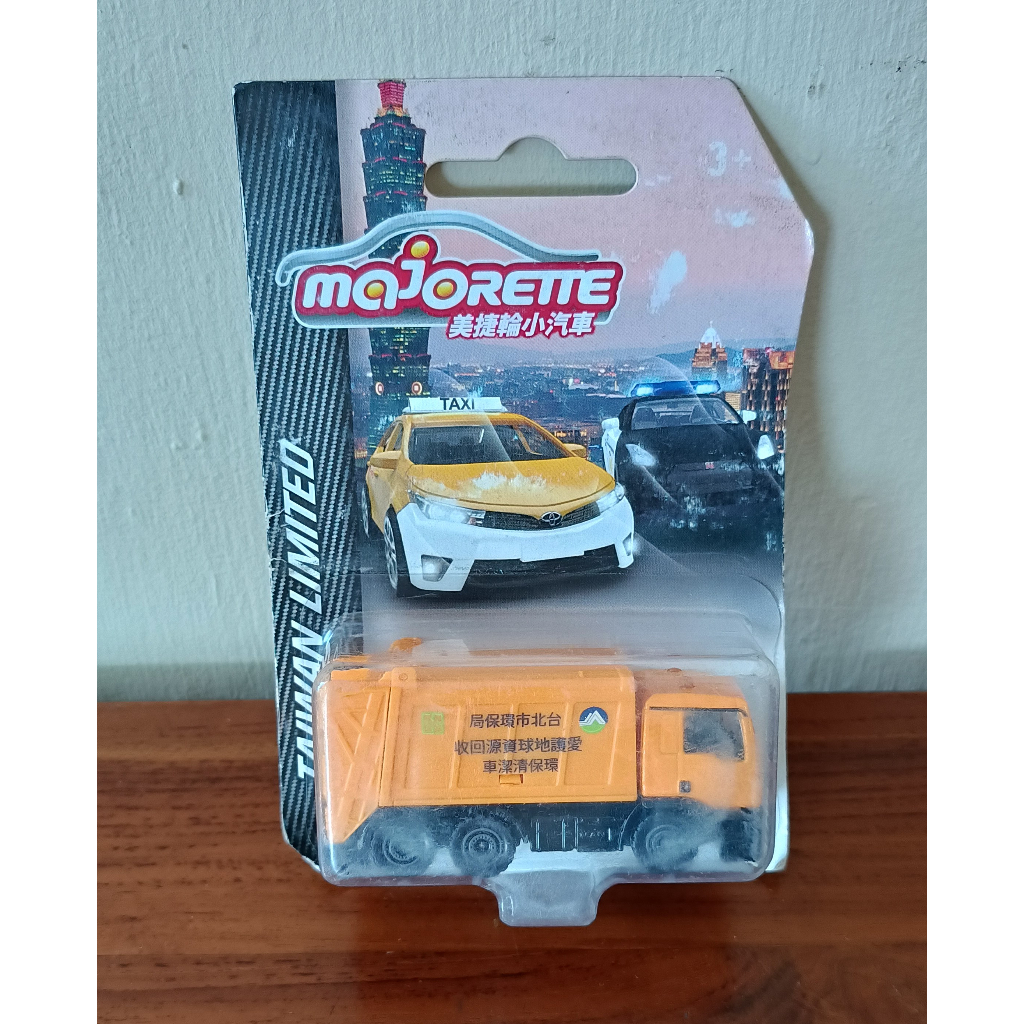 3+
majorette
美捷輪小汽車
TAXI
TAIWAN LIMITED
局保環市北台
收回源資球地護愛
車潔清保環